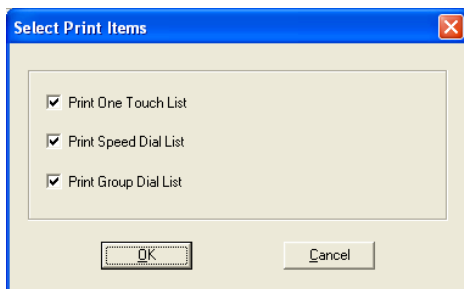 Select Print Items
Print One Touch List
Print Speed Dial List
Print Group Dial List
OK Cancel